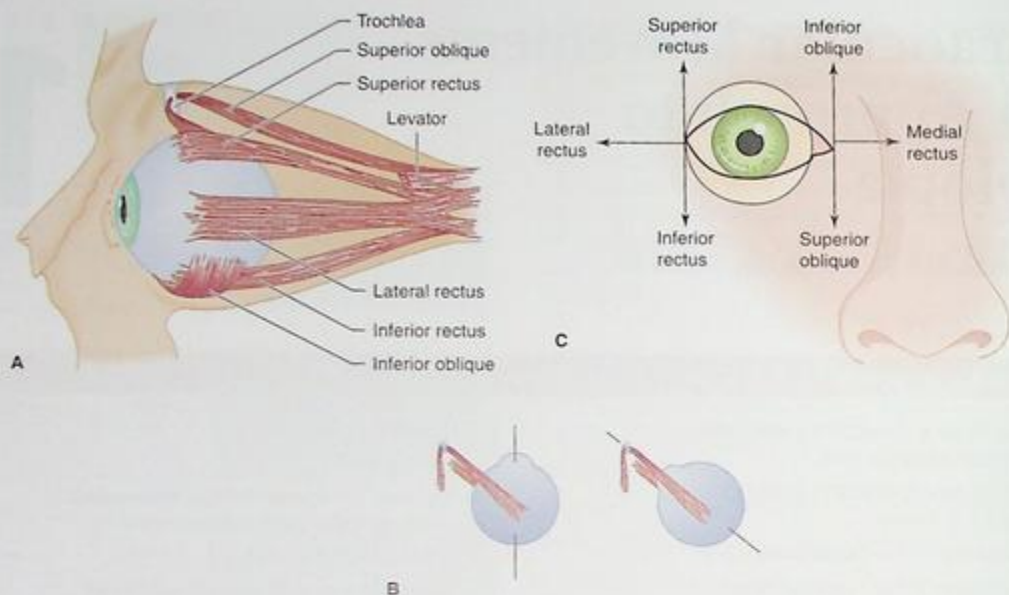 Trochlea
Superior oblique
Superior rectus
Levator
Lateral rectus
Inferior rectus
Inferior oblique
A
Superior
rectus
Inferior
oblique
Lateral
rectus
Medial
rectus
Inferior
rectus
Superior
oblique
C
B